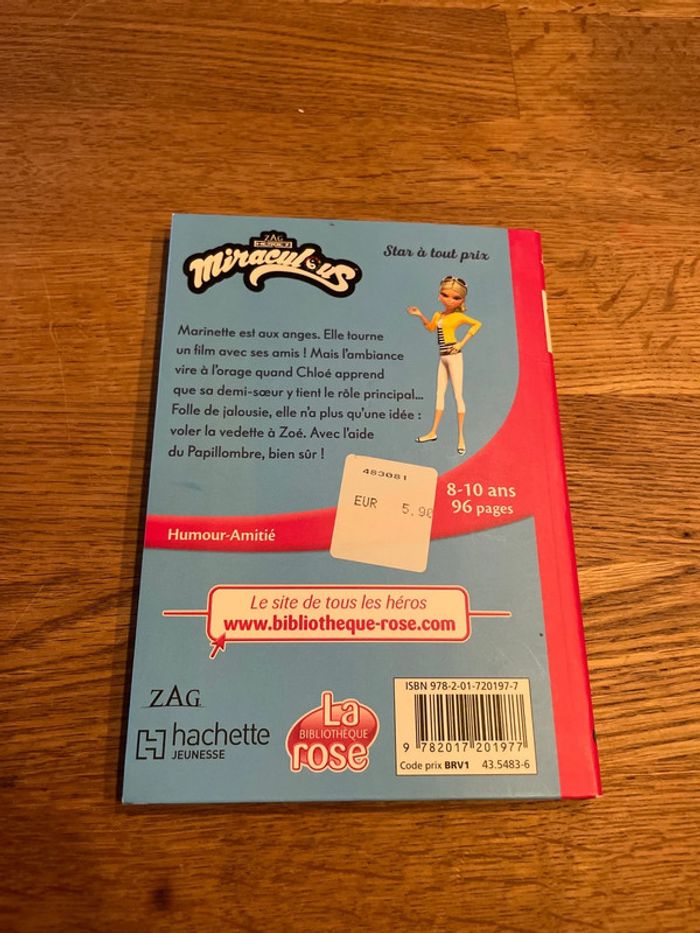 ZAG
Miraculous
Star à tout prix
Marinette est aux anges. Elle tourne
un film avec ses amis ! Mais l'ambiance
vire à l'orage quand Chloé apprend
que sa demi-sœur y tient le rôle principal...
Folle de jalousie, elle n'a plus qu'une idée :
voler la vedette à Zoé. Avec l'aide
du Papillombre, bien sûr !
483081
EUR 5.90
8-10 ans
96 pages
Humour-Amitié
Le site de tous les héros
www.bibliotheque-rose.com
ZAG
hachette
JEUNESSE
La
BIBLIOTHÈQUE
rose
ISBN 978-2-01-720197-7
9 782017 201977
Code prix BRV1 43.5483-6